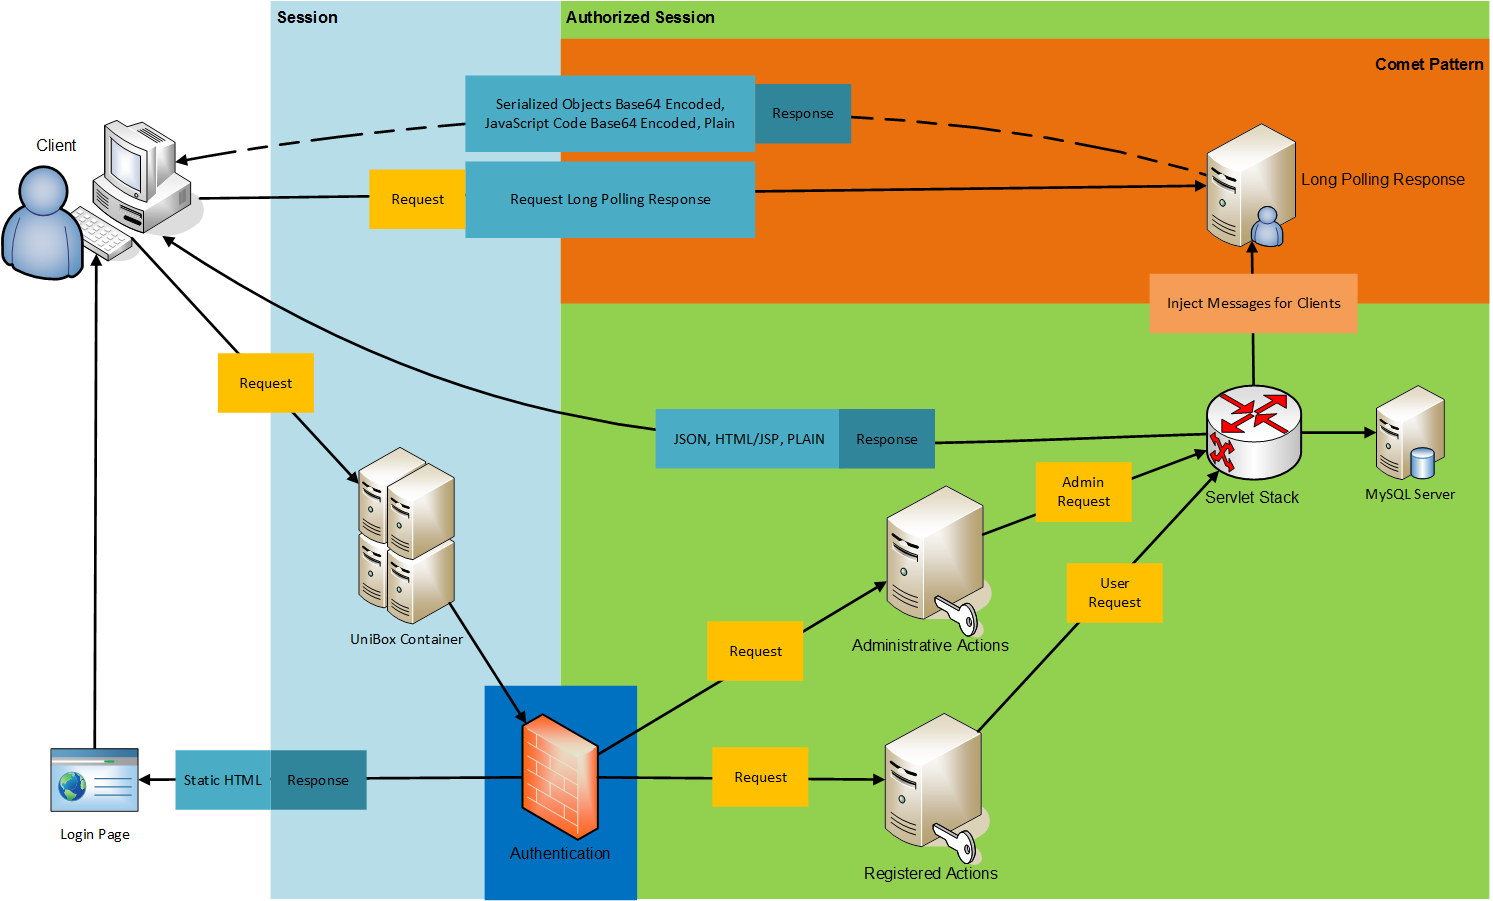 Session
Authorized Session
Comet Pattern
Serialized Objects Base64 Encoded,
JavaScript Code Base64 Encoded, Plain
Response
Client
Request
Request Long Polling Response
Long Polling Response
Inject Messages for Clients
Request
JSON, HTML/JSP, PLAIN
Response
Servlet Stack
MySQL Server
Admin
Request
User
Request
UniBox Container
Request
Administrative Actions
Static HTML
Response
Request
Login Page
Authentication
Registered Actions